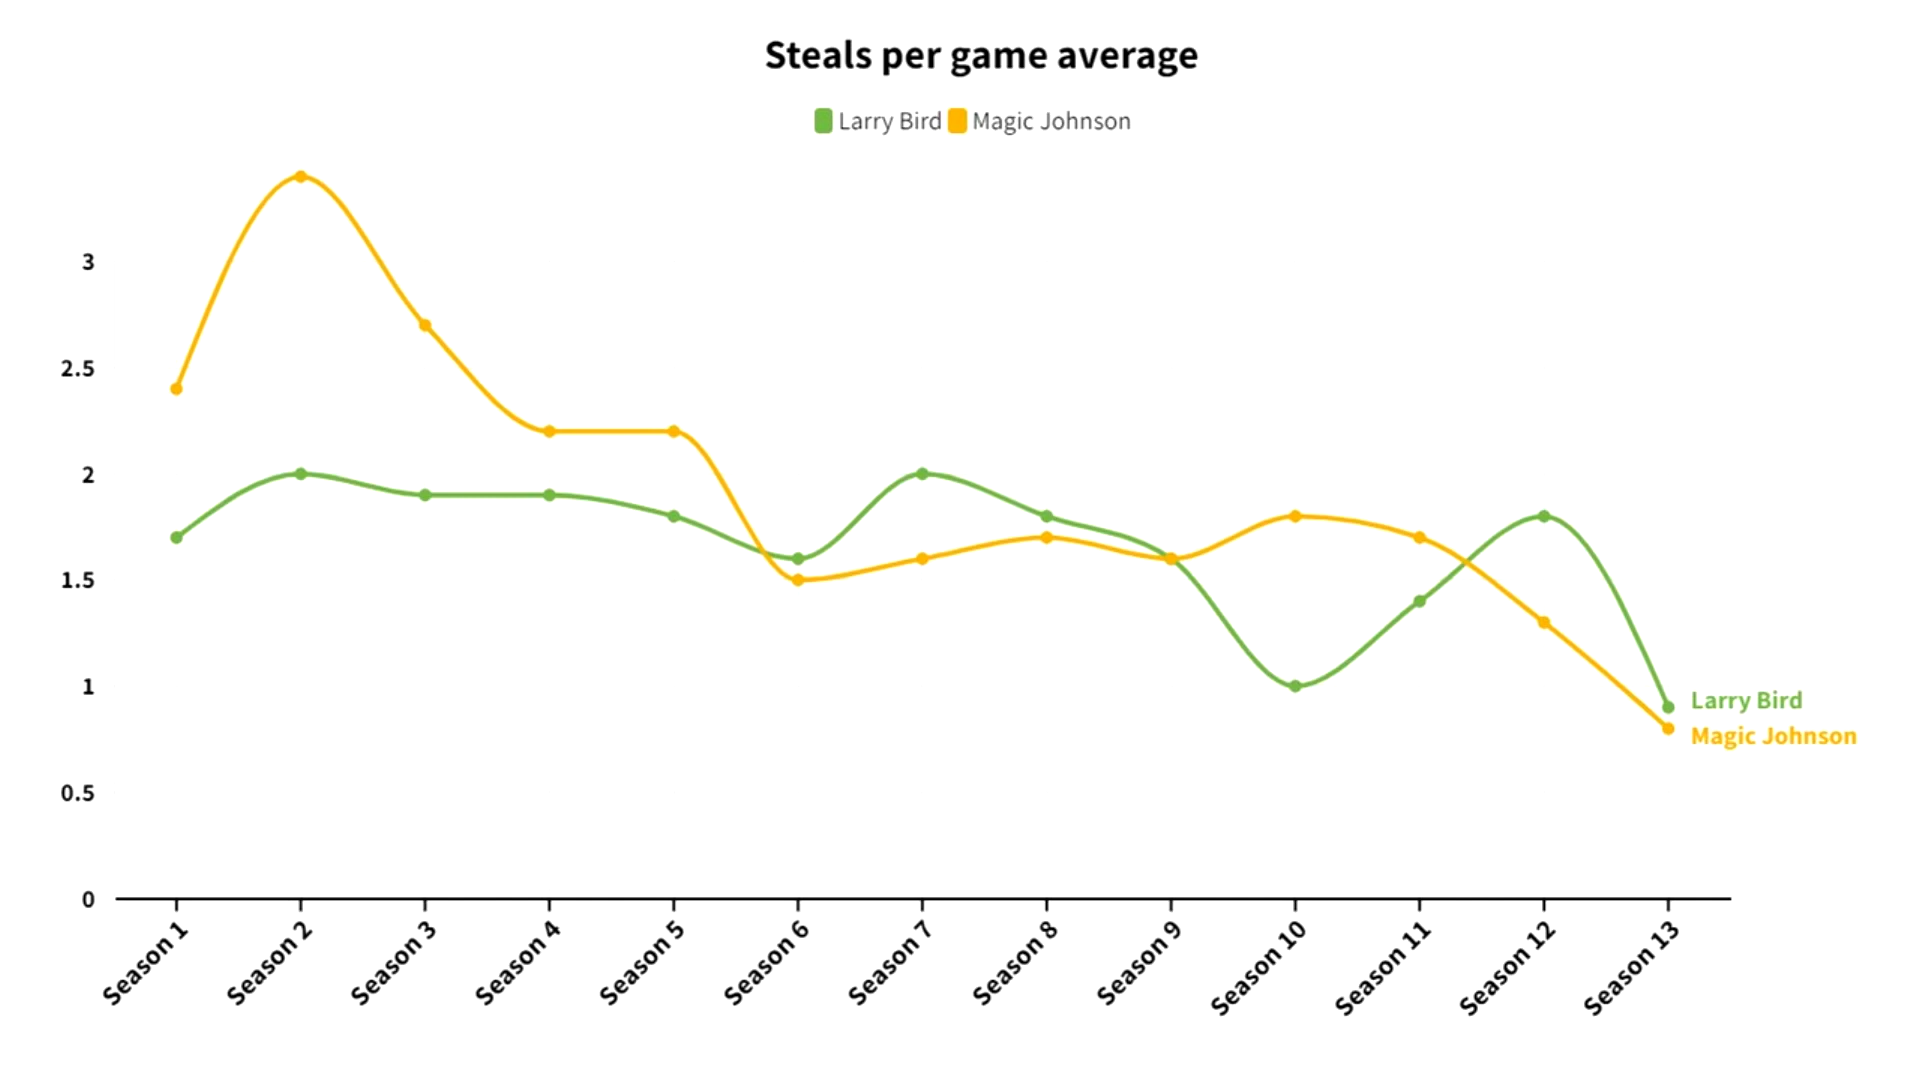 Steals per game average
Larry Bird Magic Johnson
3
2.5
2
1.5
1
0.5
0
Larry Bird
Magic Johnson
Season 1
Season 2
Season 3
Season 4
Season 5
Season 6
Season 7
Season 8
Season 9
Season 10
Season 11
Season 12
Season 13